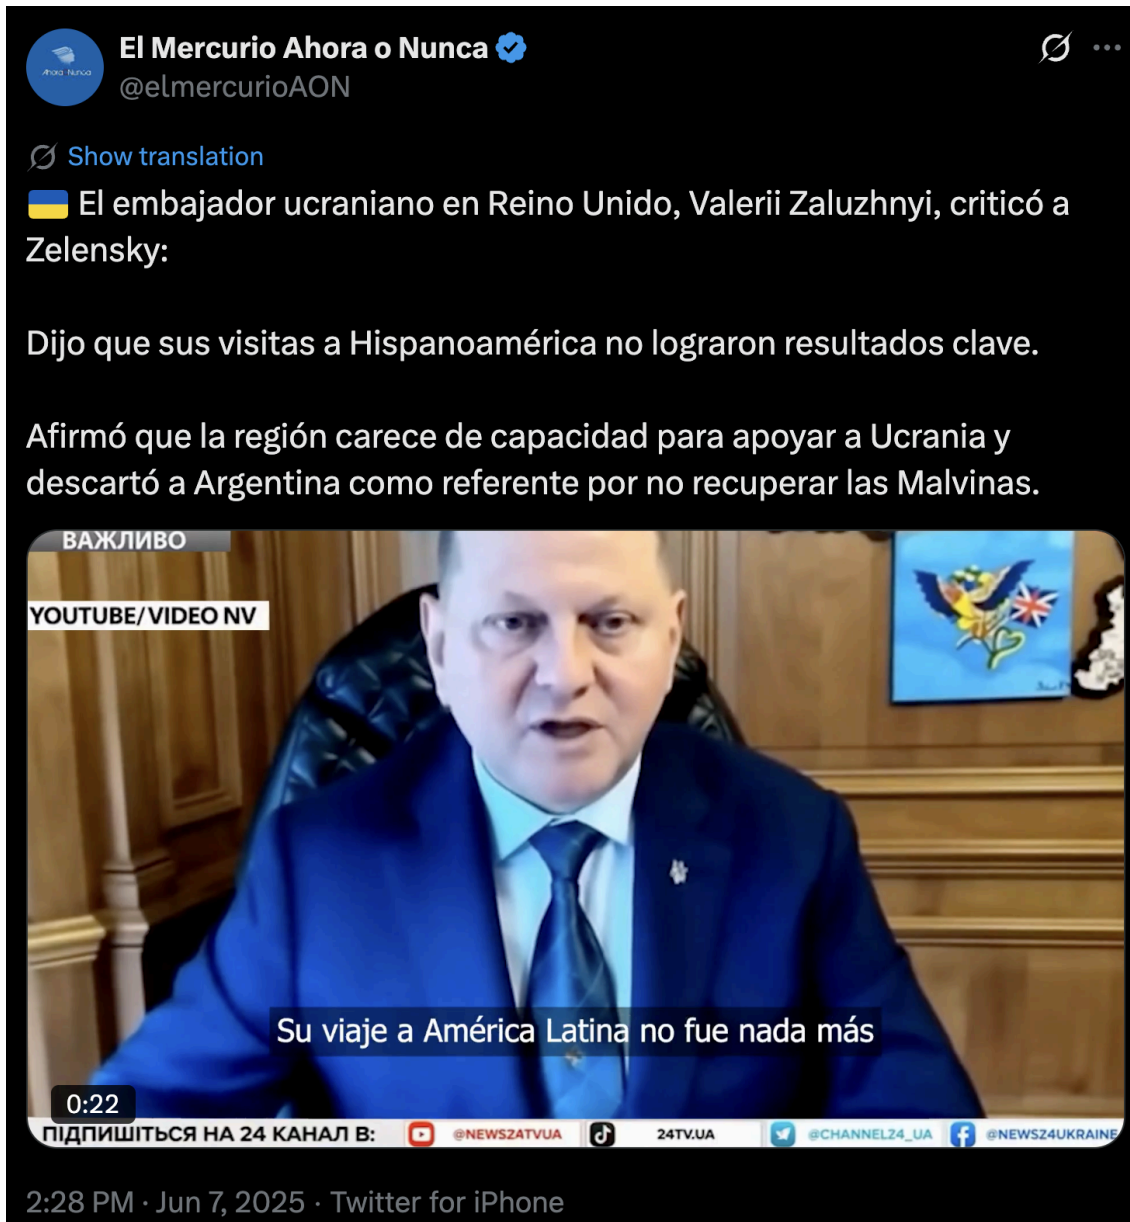 El Mercurio Ahora o Nunca
@elmercurioAON
Show translation
El embajador ucraniano en Reino Unido, Valerii Zaluzhnyi, criticó a
Zelensky:
Dijo que sus visitas a Hispanoamérica no lograron resultados clave.
Afirmó que la región carece de capacidad para apoyar a Ucrania y
descartó a Argentina como referente por no recuperar las Malvinas.
ВАЖЛИВО
YOUTUBE/VIDEO NV
Su viaje a América Latina no fue nada más
0:22
ПІДПИШІТЬСЯ НА 24 КАНАЛ В: @NEWS24TVUA 24TV.UA @CHANNEL24_UA @NEWS24UKRAINE
2:28 PM · Jun 7, 2025 · Twitter for iPhone